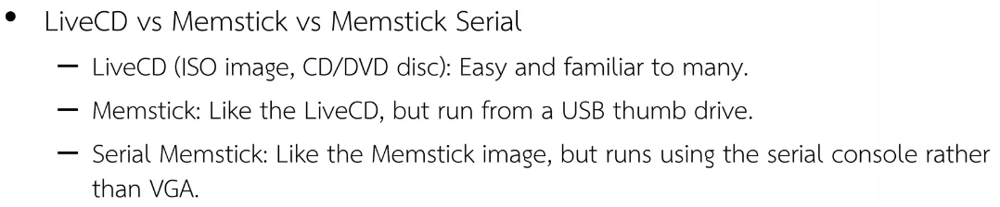 • LiveCD vs Memstick vs Memstick Serial
— LiveCD (ISO image, CD/DVD disc): Easy and familiar to many.
— Memstick: Like the LiveCD, but run from a USB thumb drive.
— Serial Memstick: Like the Memstick image, but runs using the serial console rather
than VGA.